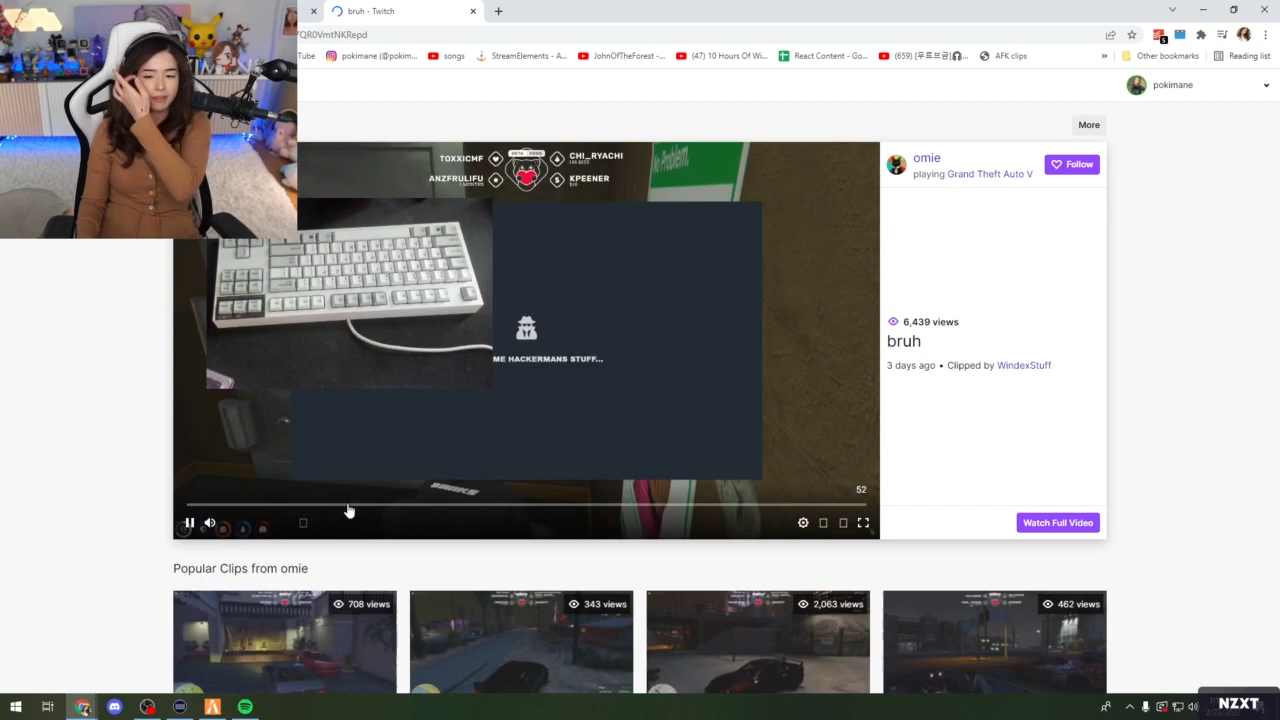 bruh - Twitch
QR0VmtNKRepd
Tube
pokimane (@pokim...
songs
StreamElements - A...
JohnOfTheForest -...
(47) 10 Hours Of Wi...
React Content - Go...
AFK clips
»
Other bookmarks
Reading list
pokimane
More
TOXXICMF
CHI_RYACHI
ANZFRULIFU
KPEENER
No Problem.
omie
playing Grand Theft Auto V
Follow
ME HACKERMANS STUFF...
6,439 views
bruh
3 days ago • Clipped by WindexStuff
52
Watch Full Video
Popular Clips from omie
708 views
343 views
2,063 views
462 views
NZXT